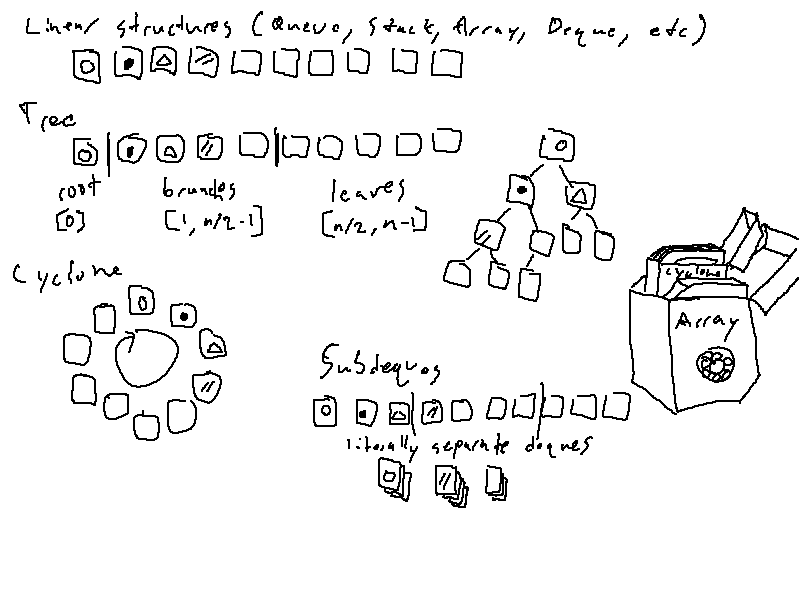 Linear structures (Queue, Stack, Array, Deque, etc)
Tree
root branches leaves
[0] [1, n/2-1] [n/2, n-1]
Cyclone
Cyclone
Array
Subdeques
literally separate deques